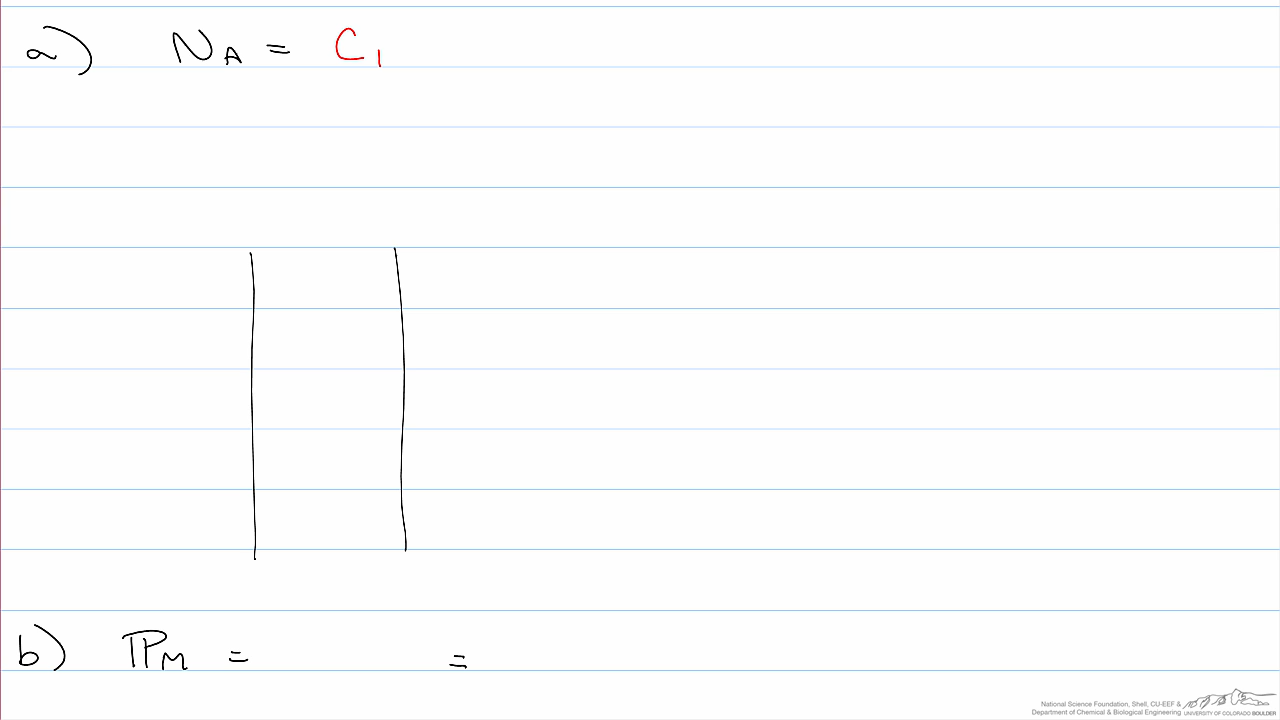 a) N_A = C_1
b) ℙ_M = =
National Science Foundation, Shell, CU-EEF &
Department of Chemical & Biological Engineering UNIVERSITY OF COLORADO BOULDER